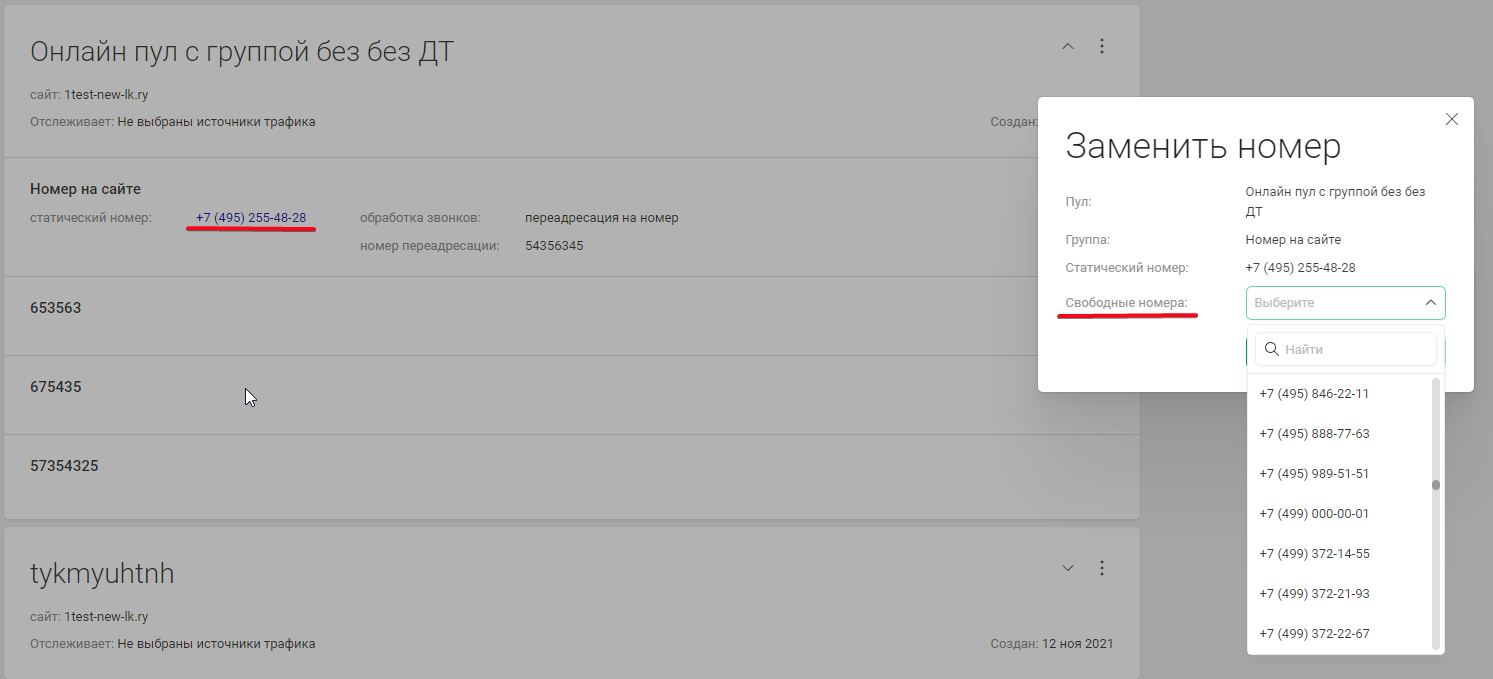 Онлайн пул с группой без без ДТ
сайт: 1test-new-lk.ry
Отслеживает: Не выбраны источники трафика
Создан:
Номер на сайте
статический номер: +7 (495) 255-48-28 обработка звонков: переадресация на номер
номер переадресации: 54356345
653563
675435
57354325
tykmyuhtnh
сайт: 1test-new-lk.ry
Отслеживает: Не выбраны источники трафика
Создан: 12 ноя 2021
Заменить номер
Пул: Онлайн пул с группой без без
ДТ
Группа: Номер на сайте
Статический номер: +7 (495) 255-48-28
Свободные номера: Выберите
Найти
+7 (495) 846-22-11
+7 (495) 888-77-63
+7 (495) 989-51-51
+7 (499) 000-00-01
+7 (499) 372-14-55
+7 (499) 372-21-93
+7 (499) 372-22-67